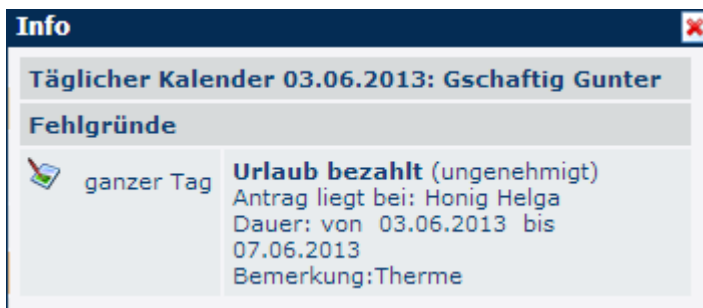 Info
Täglicher Kalender 03.06.2013: Gschaftig Gunter
Fehlgründe
ganzer Tag
Urlaub bezahlt (ungenehmigt)
Antrag liegt bei: Honig Helga
Dauer: von 03.06.2013 bis
07.06.2013
Bemerkung:Therme